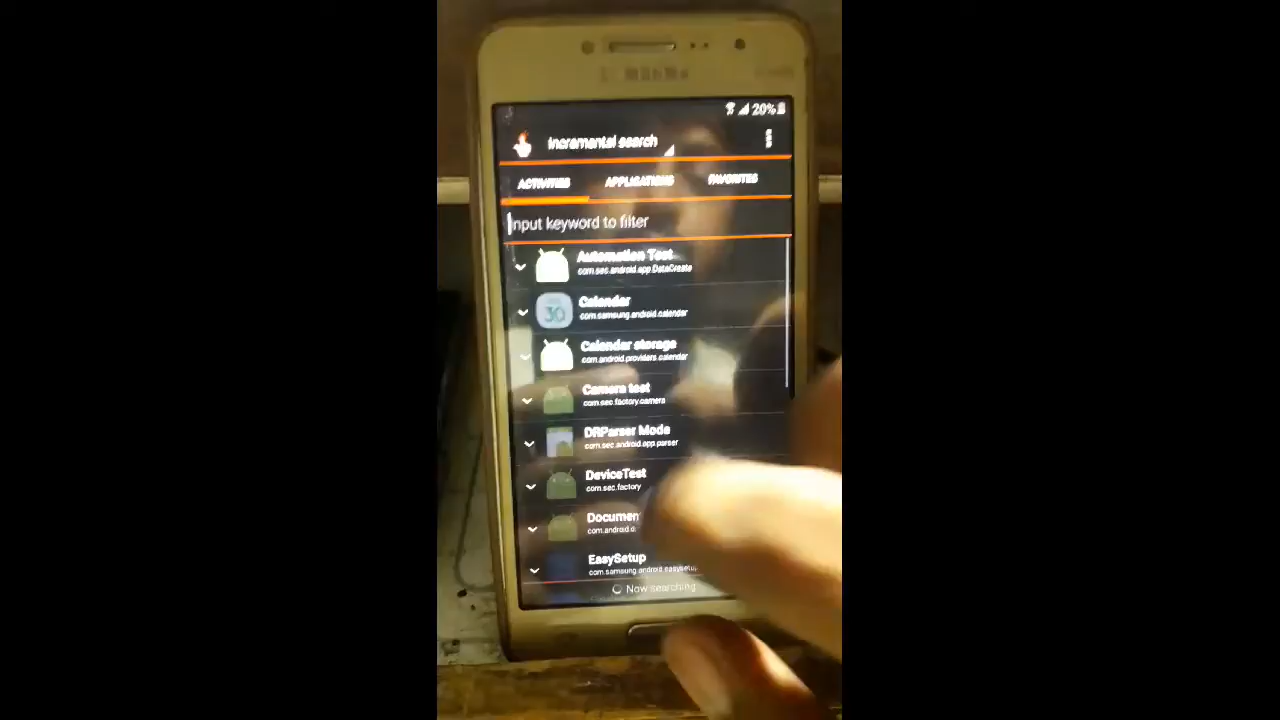 SAMSUNG
20%
Incremental search
ACTIVITIES
APPLICATIONS
FAVORITES
Input keyword to filter
Automation Test
com.sec.android.app.DataCreate
30
Calendar
com.samsung.android.calendar
Calendar storage
com.android.providers.calendar
Camera test
com.sec.factory.camera
DRParser Mode
com.sec.android.app.parser
DeviceTest
com.sec.factory
Documen
com.android.d
EasySetup
com.samsung.android.easysetup
Now searching